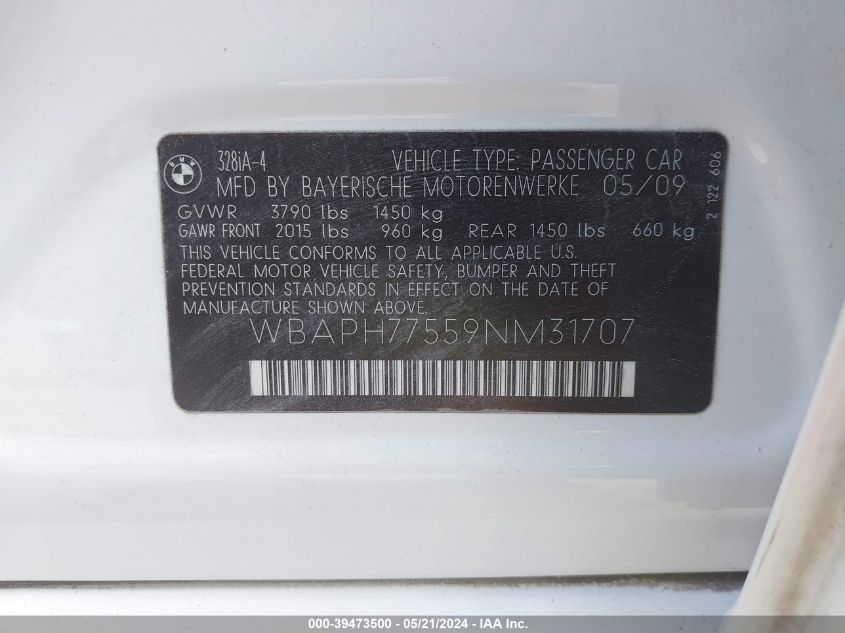 BMW
328iA-4 VEHICLE TYPE: PASSENGER CAR
MFD BY BAYERISCHE MOTORENWERKE 05/09
GVWR 3790 lbs 1450 kg
GAWR FRONT 2015 lbs 960 kg REAR 1450 lbs 660 kg
THIS VEHICLE CONFORMS TO ALL APPLICABLE U.S.
FEDERAL MOTOR VEHICLE SAFETY, BUMPER AND THEFT
PREVENTION STANDARDS IN EFFECT ON THE DATE OF
MANUFACTURE SHOWN ABOVE.
WBAPH77559NM31707
2 122 606
000-39473500 - 05/21/2024 - IAA Inc.